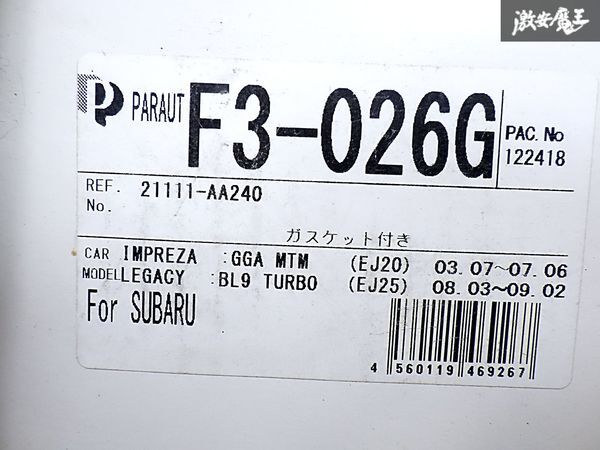 激安魔王
PARAUT F3-026G
PAC. No
122418
REF. No. 21111-AA240
ガスケット付き
CAR MODEL
IMPREZA :GGA MTM (EJ20) 03.07~07.06
LEGACY :BL9 TURBO (EJ25) 08.03~09.02
For SUBARU
4 560119 469267